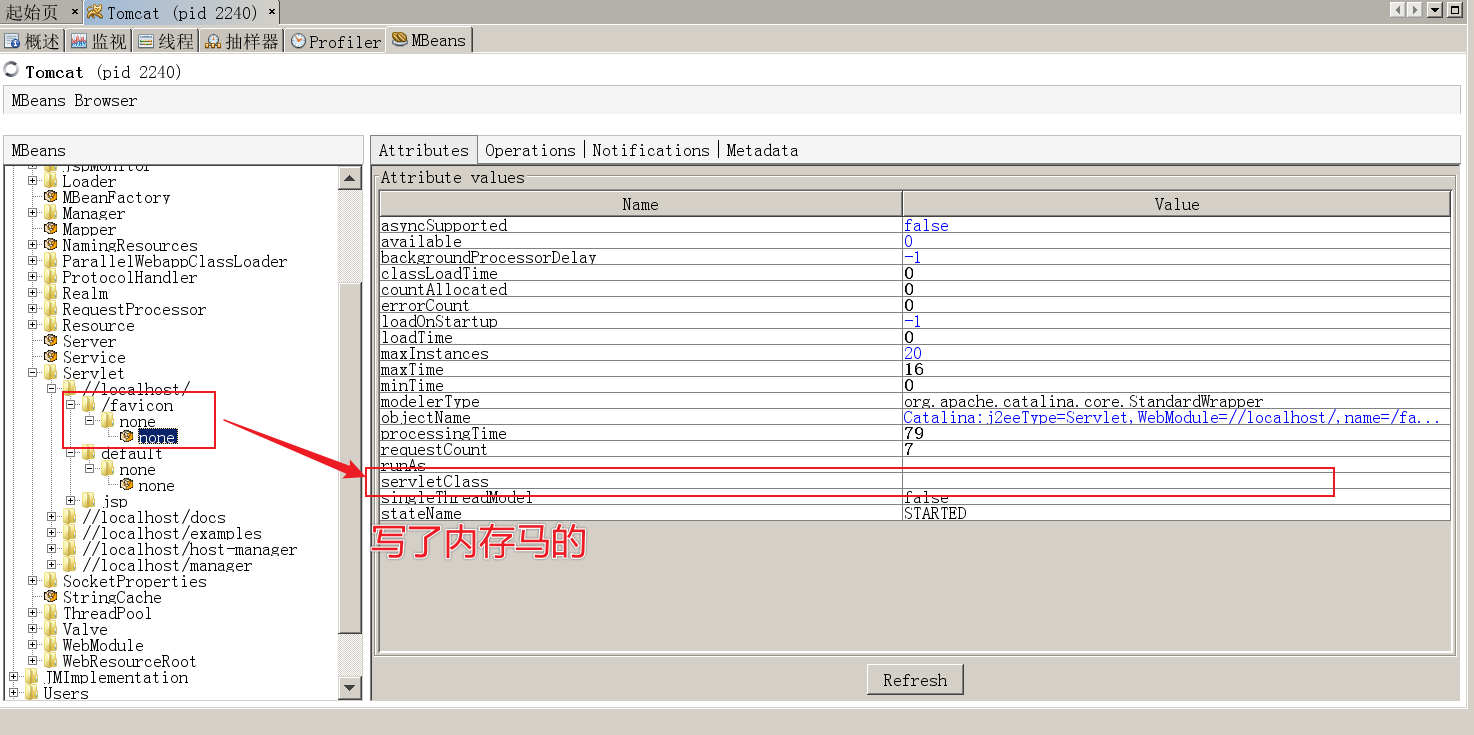 起始页 × Tomcat (pid 2240) ×
概述 监视 线程 抽样器 Profiler MBeans
Tomcat (pid 2240)
MBeans Browser
MBeans
jspMonitor
Loader
MBeanFactory
Manager
Mapper
NamingResources
ParallelWebappClassLoader
ProtocolHandler
Realm
RequestProcessor
Resource
Server
Service
Servlet
//localhost/
/favicon
none
none
default
none
none
jsp
//localhost/docs
//localhost/examples
//localhost/host-manager
//localhost/manager
SocketProperties
StringCache
ThreadPool
Valve
WebModule
WebResourceRoot
JMImplementation
Users
Attributes Operations Notifications Metadata
Attribute values
Name Value
asyncSupported false
available 0
backgroundProcessorDelay -1
classLoadTime 0
countAllocated 0
errorCount 0
loadOnStartup -1
loadTime 0
maxInstances 20
maxTime 16
minTime 0
modelerType org.apache.catalina.core.StandardWrapper
objectName Catalina:j2eeType=Servlet,WebModule=//localhost/,name=/fa...
processingTime 79
requestCount 7
runAs
servletClass
singleThreadModel false
stateName STARTED
写了内存马的
Refresh